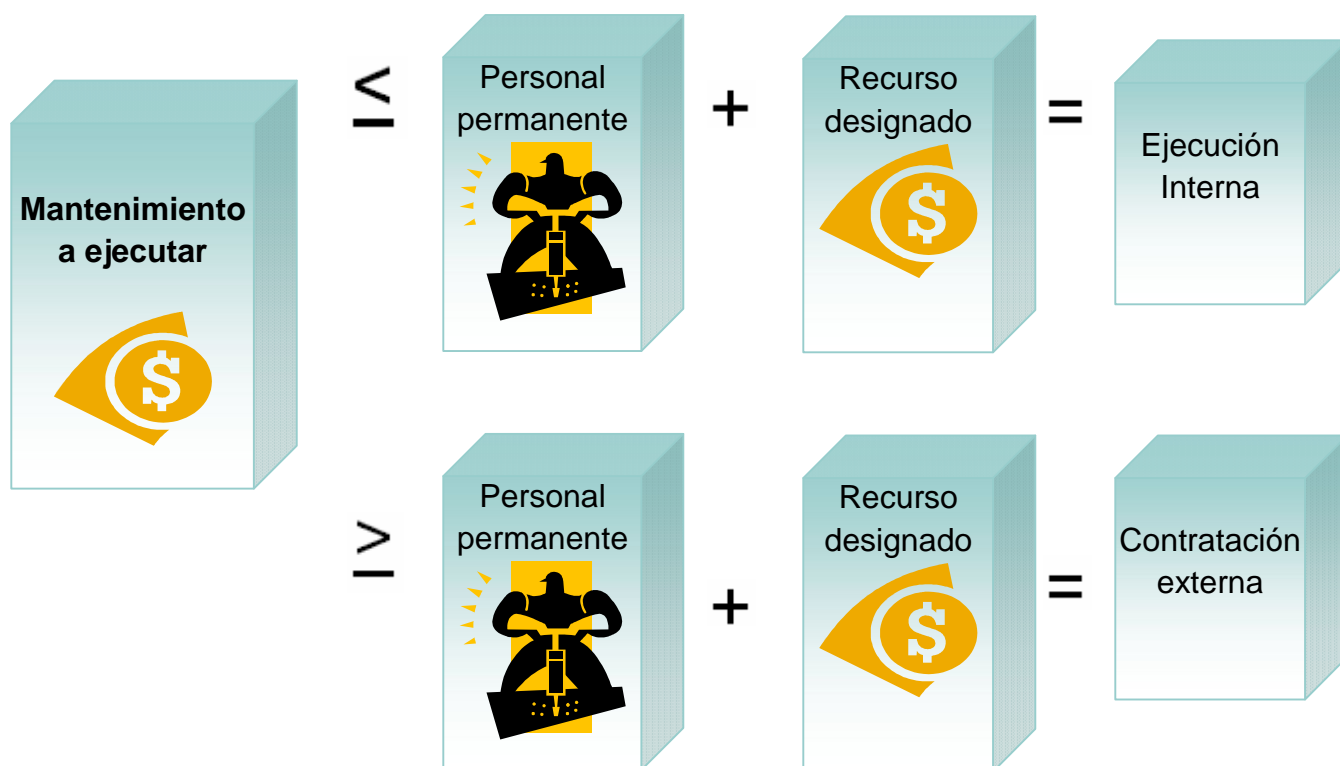 Mantenimiento
a ejecutar
$
≤
Personal
permanente
+
Recurso
designado
$
=
Ejecución
Interna
≥
Personal
permanente
+
Recurso
designado
$
=
Contratación
externa